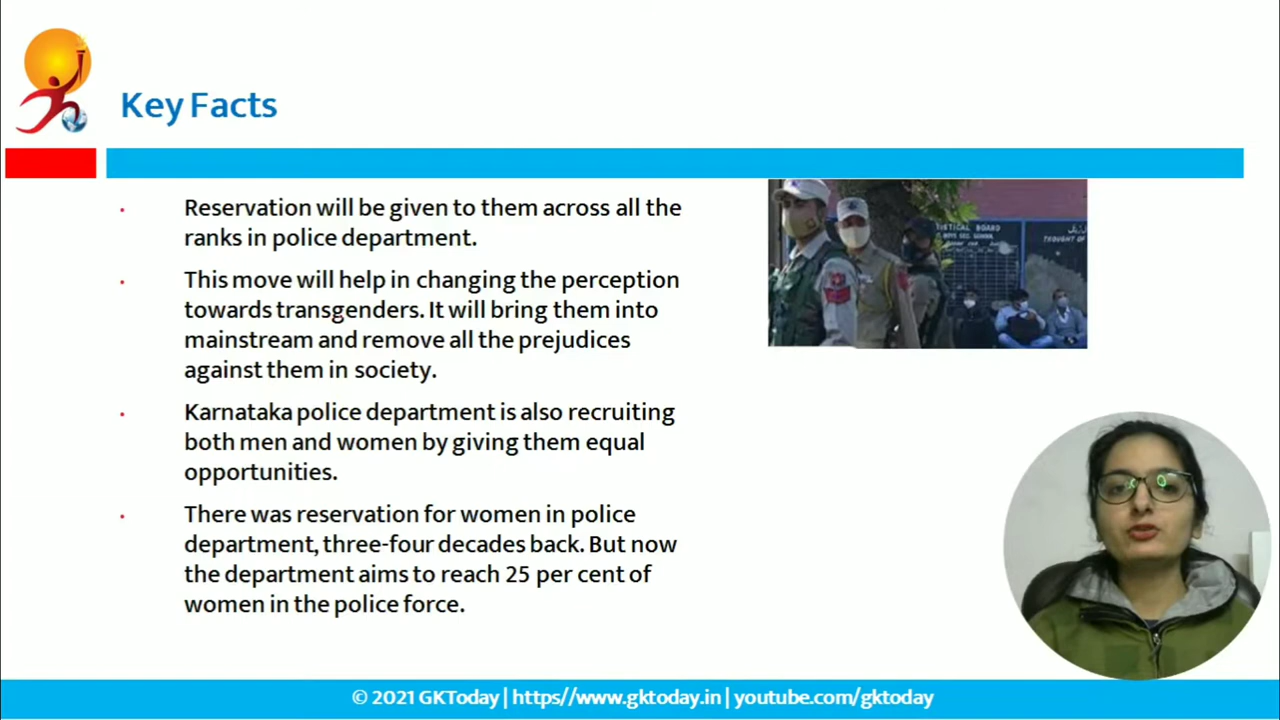 Key Facts
Reservation will be given to them across all the
ranks in police department.
This move will help in changing the perception
towards transgenders. It will bring them into
mainstream and remove all the prejudices
against them in society.
Karnataka police department is also recruiting
both men and women by giving them equal
opportunities.
There was reservation for women in police
department, three-four decades back. But now
the department aims to reach 25 per cent of
women in the police force.
BOARD
THOUGHT OF
© 2021 GKToday | https//www.gktoday.in | youtube.com/gktoday